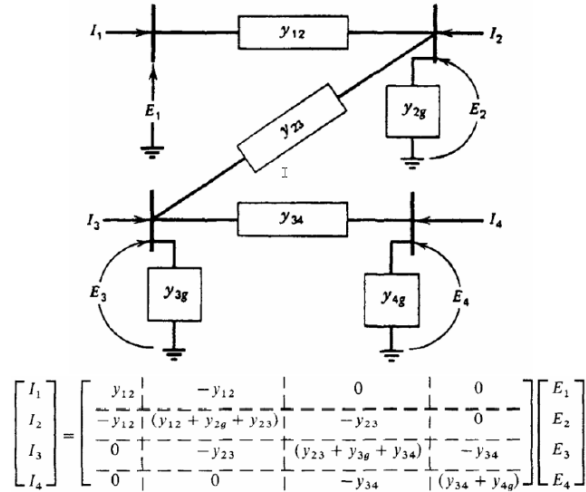 I₁ y₁₂ I₂
E₁ y₂₃ y₂g E₂
I₃ y₃₄ I₄
E₃ y₃g y₄g E₄
[I₁] [y₁₂ −y₁₂ 0 0] [E₁]
[I₂] = [−y₁₂ (y₁₂ + y₂g + y₂₃) −y₂₃ 0] [E₂]
[I₃] [0 −y₂₃ (y₂₃ + y₃g + y₃₄) −y₃₄] [E₃]
[I₄] [0 0 −y₃₄ (y₃₄ + y₄g)] [E₄]